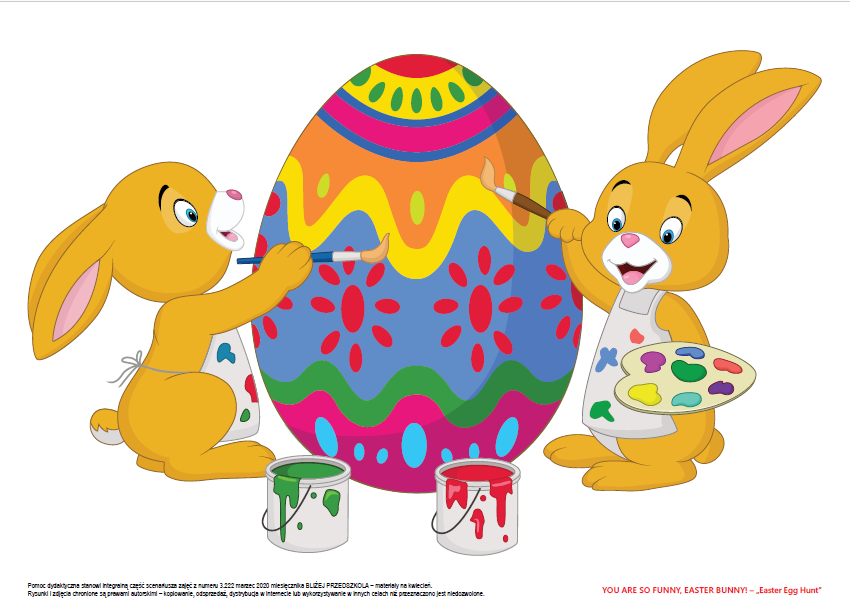 Pomoc dydaktyczna stanowi integralną część scenariusza zajęć z numeru 3.222 marzec 2020 miesięcznika BLIŻEJ PRZEDSZKOLA – materiały na kwiecień.
Rysunki i zdjęcia chronione są prawami autorskimi – kopiowanie, odsprzedaż, dystrybucja w internecie lub wykorzystywanie w innych celach niż przeznaczono jest niedozwolone.
YOU ARE SO FUNNY, EASTER BUNNY! – „Easter Egg Hunt”